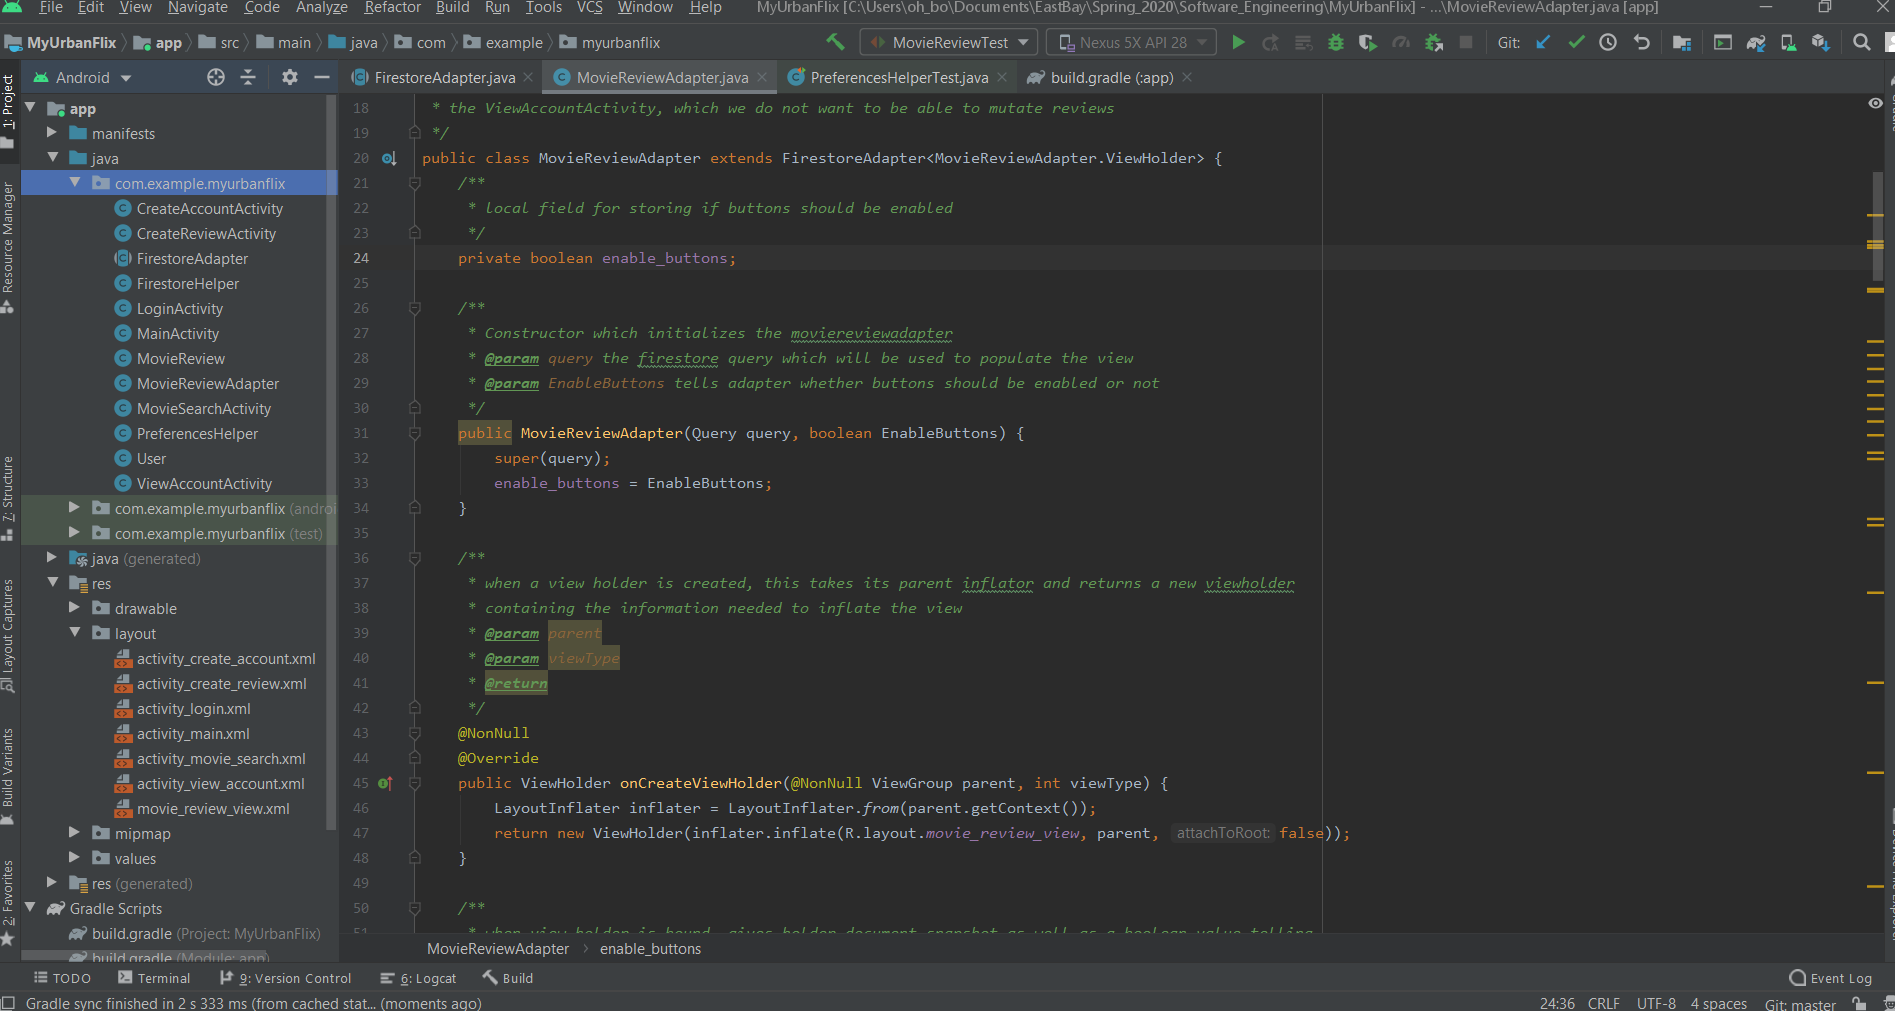 File Edit View Navigate Code Analyze Refactor Build Run Tools VCS Window Help MyUrbanFlix [C:\Users\oh_bo\Documents\EastBay\Spring_2020\Software_Engineering\MyUrbanFlix] - ...\MovieReviewAdapter.java [app]
MyUrbanFlix app src main java com example myurbanflix MovieReviewTest Nexus 5X API 28 Git:
Android FirestoreAdapter.java MovieReviewAdapter.java PreferencesHelperTest.java build.gradle (:app)
1: Project
Resource Manager
7: Structure
Layout Captures
Build Variants
2: Favorites
app
manifests
java
com.example.myurbanflix
CreateAccountActivity
CreateReviewActivity
FirestoreAdapter
FirestoreHelper
LoginActivity
MainActivity
MovieReview
MovieReviewAdapter
MovieSearchActivity
PreferencesHelper
User
ViewAccountActivity
com.example.myurbanflix (androi
com.example.myurbanflix (test)
java (generated)
res
drawable
layout
activity_create_account.xml
activity_create_review.xml
activity_login.xml
activity_main.xml
activity_movie_search.xml
activity_view_account.xml
movie_review_view.xml
mipmap
values
res (generated)
Gradle Scripts
build.gradle (Project: MyUrbanFlix)
build.gradle (Module: app)
18 * the ViewAccountActivity, which we do not want to be able to mutate reviews
19 */
20 public class MovieReviewAdapter extends FirestoreAdapter<MovieReviewAdapter.ViewHolder> {
21 /**
22 * local field for storing if buttons should be enabled
23 */
24 private boolean enable_buttons;
25
26 /**
27 * Constructor which initializes the moviereviewadapter
28 * @param query the firestore query which will be used to populate the view
29 * @param EnableButtons tells adapter whether buttons should be enabled or not
30 */
31 public MovieReviewAdapter(Query query, boolean EnableButtons) {
32 super(query);
33 enable_buttons = EnableButtons;
34 }
35
36 /**
37 * when a view holder is created, this takes its parent inflator and returns a new viewholder
38 * containing the information needed to inflate the view
39 * @param parent
40 * @param viewType
41 * @return
42 */
43 @NonNull
44 @Override
45 public ViewHolder onCreateViewHolder(@NonNull ViewGroup parent, int viewType) {
46 LayoutInflater inflater = LayoutInflater.from(parent.getContext());
47 return new ViewHolder(inflater.inflate(R.layout.movie_review_view, parent, attachToRoot: false));
48 }
49
50 /**
51 * when view holder is bound, gives holder document snapshot as well as a boolean value telling
MovieReviewAdapter enable_buttons
TODO Terminal 9: Version Control 6: Logcat Build Event Log
Gradle sync finished in 2 s 333 ms (from cached stat... (moments ago) 24:36 CRLF UTF-8 4 spaces Git: master